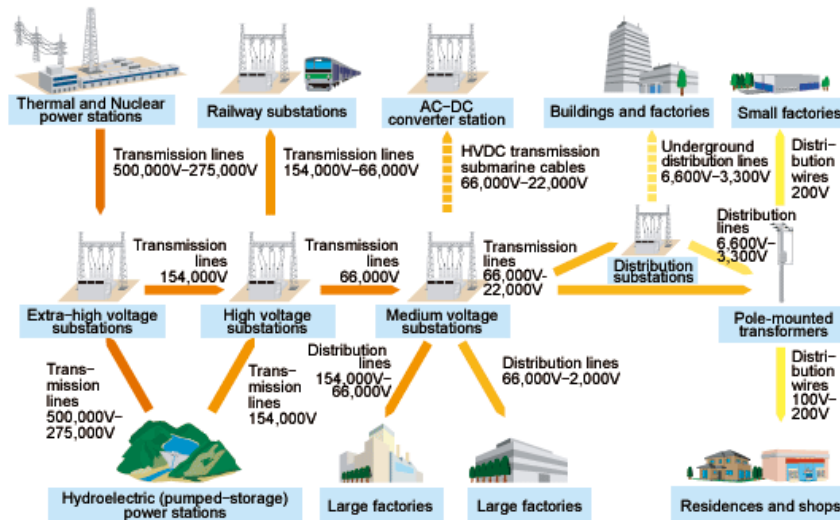 Thermal and Nuclear
power stations
Railway substations
AC-DC
converter station
Buildings and factories
Small factories
Transmission lines
500,000V-275,000V
Transmission lines
154,000V-66,000V
HVDC transmission
submarine cables
66,000V-22,000V
Underground
distribution lines
6,600V-3,300V
Distri-
bution
wires
200V
Transmission
lines
154,000V
Transmission
lines
66,000V
Transmission
lines
66,000V-
22,000V
Distribution
lines
6,600V-
3,300V
Distribution
substations
Extra-high voltage
substations
High voltage
substations
Medium voltage
substations
Pole-mounted
transformers
Trans-
mission
lines
500,000V-
275,000V
Trans-
mission
lines
154,000V
Distribution
lines
154,000V-
66,000V
Distribution lines
66,000V-2,000V
Distri-
bution
wires
100V-
200V
Hydroelectric (pumped-storage)
power stations
Large factories
Large factories
Residences and shops